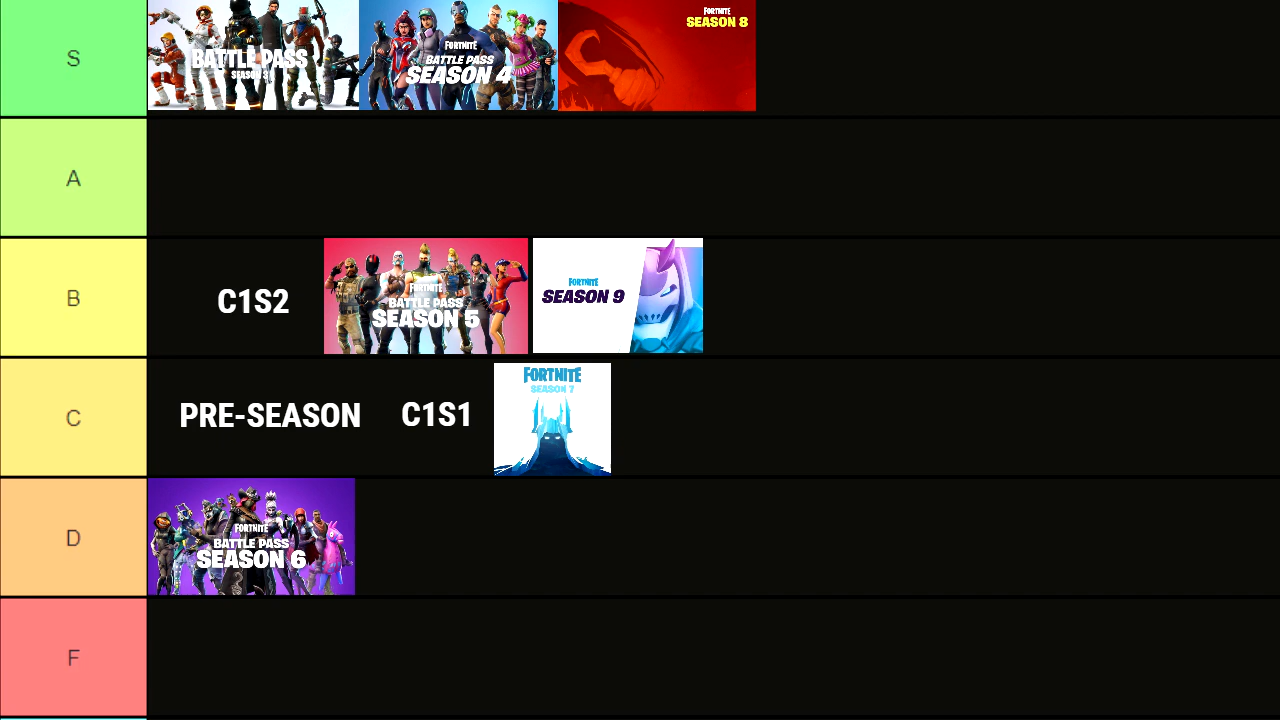 S
BATTLE PASS
SEASON 3
FORTNITE
BATTLE PASS
SEASON 4
FORTNITE
SEASON 8
A
B
C1S2
FORTNITE
BATTLE PASS
SEASON 5
FORTNITE
SEASON 9
C
PRE-SEASON
C1S1
FORTNITE
SEASON 7
D
FORTNITE
BATTLE PASS
SEASON 6
F